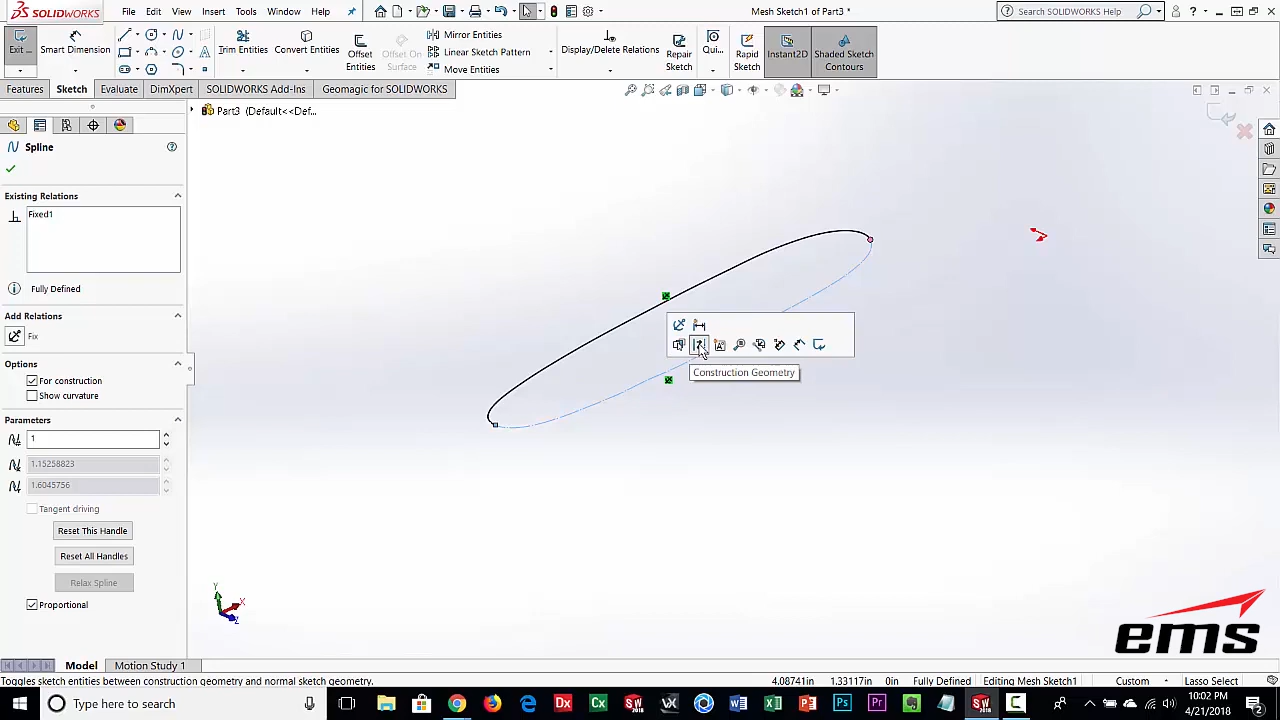 SOLIDWORKS
File Edit View Insert Tools Window Mesh Help
Mesh Sketch1 of Part3 *
Search SOLIDWORKS Help
Exit ...
Smart Dimension
Trim Entities
Convert Entities
Offset Entities
Offset On Surface
Mirror Entities
Linear Sketch Pattern
Move Entities
Display/Delete Relations
Repair Sketch
Qui...
Rapid Sketch
Instant2D
Shaded Sketch Contours
Features Sketch Evaluate DimXpert SOLIDWORKS Add-Ins Geomagic for SOLIDWORKS
Part3 (Default<<Def...
Spline
Existing Relations
Fixed1
Fully Defined
Add Relations
Fix
Options
For construction
Show curvature
Parameters
1
1.15258823
1.6045756
Tangent driving
Reset This Handle
Reset All Handles
Relax Spline
Proportional
Construction Geometry
Y
X
Z
ems
Model Motion Study 1
Toggles sketch entities between construction geometry and normal sketch geometry.
4.08741in 1.33117in 0in Fully Defined Editing Mesh Sketch1 Custom Lasso Select
Type here to search
10:02 PM
4/21/2018